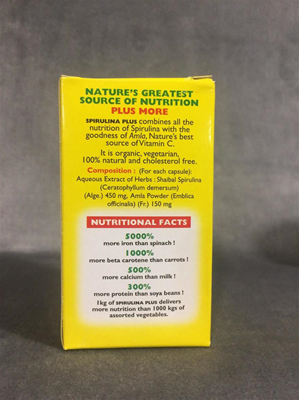 NATURE'S GREATEST
SOURCE OF NUTRITION
PLUS MORE
SPIRULINA PLUS combines all the
nutrition of Spirulina with the
goodness of Amla, Nature's best
source of Vitamin C.
It is organic, vegetarian,
100% natural and cholesterol free.
Composition : (For each capsule):
Aqueous Extract of Herbs : Shaibal Spirulina
(Ceratophyllum demersum)
(Alge.) 450 mg. Amla Powder (Emblica
officinalis) (Fr.) 150 mg
NUTRITIONAL FACTS
5000%
more iron than spinach !
1000%
more beta carotene than carrots !
500%
more calcium than milk !
300%
more protein than soya beans !
1kg of SPIRULINA PLUS delivers
more nutrition than 1000 kgs of
assorted vegetables.